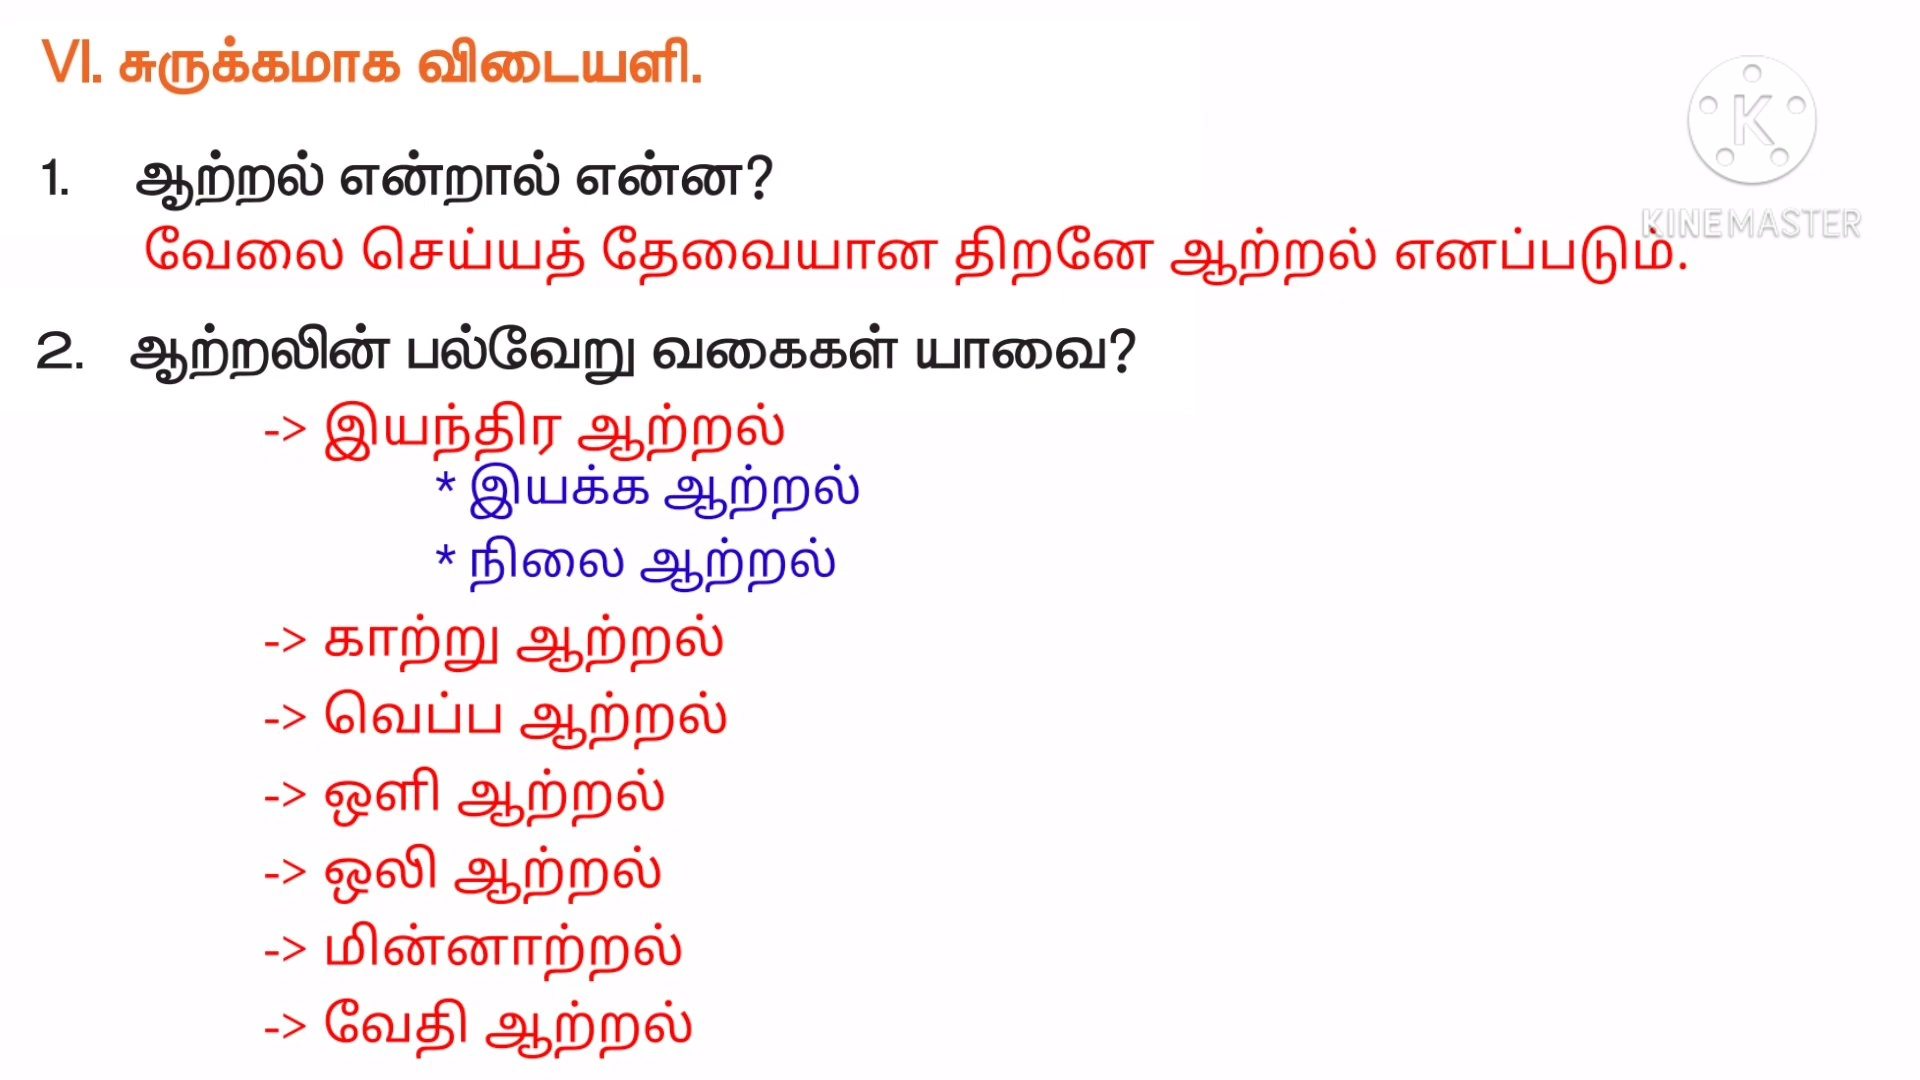 VI. சுருக்கமாக விடையளி.
K
KINEMASTER
1. ஆற்றல் என்றால் என்ன?
வேலை செய்யத் தேவையான திறனே ஆற்றல் எனப்படும்.
2. ஆற்றலின் பல்வேறு வகைகள் யாவை?
-> இயந்திர ஆற்றல்
* இயக்க ஆற்றல்
* நிலை ஆற்றல்
-> காற்று ஆற்றல்
-> வெப்ப ஆற்றல்
-> ஒளி ஆற்றல்
-> ஒலி ஆற்றல்
-> மின்னாற்றல்
-> வேதி ஆற்றல்